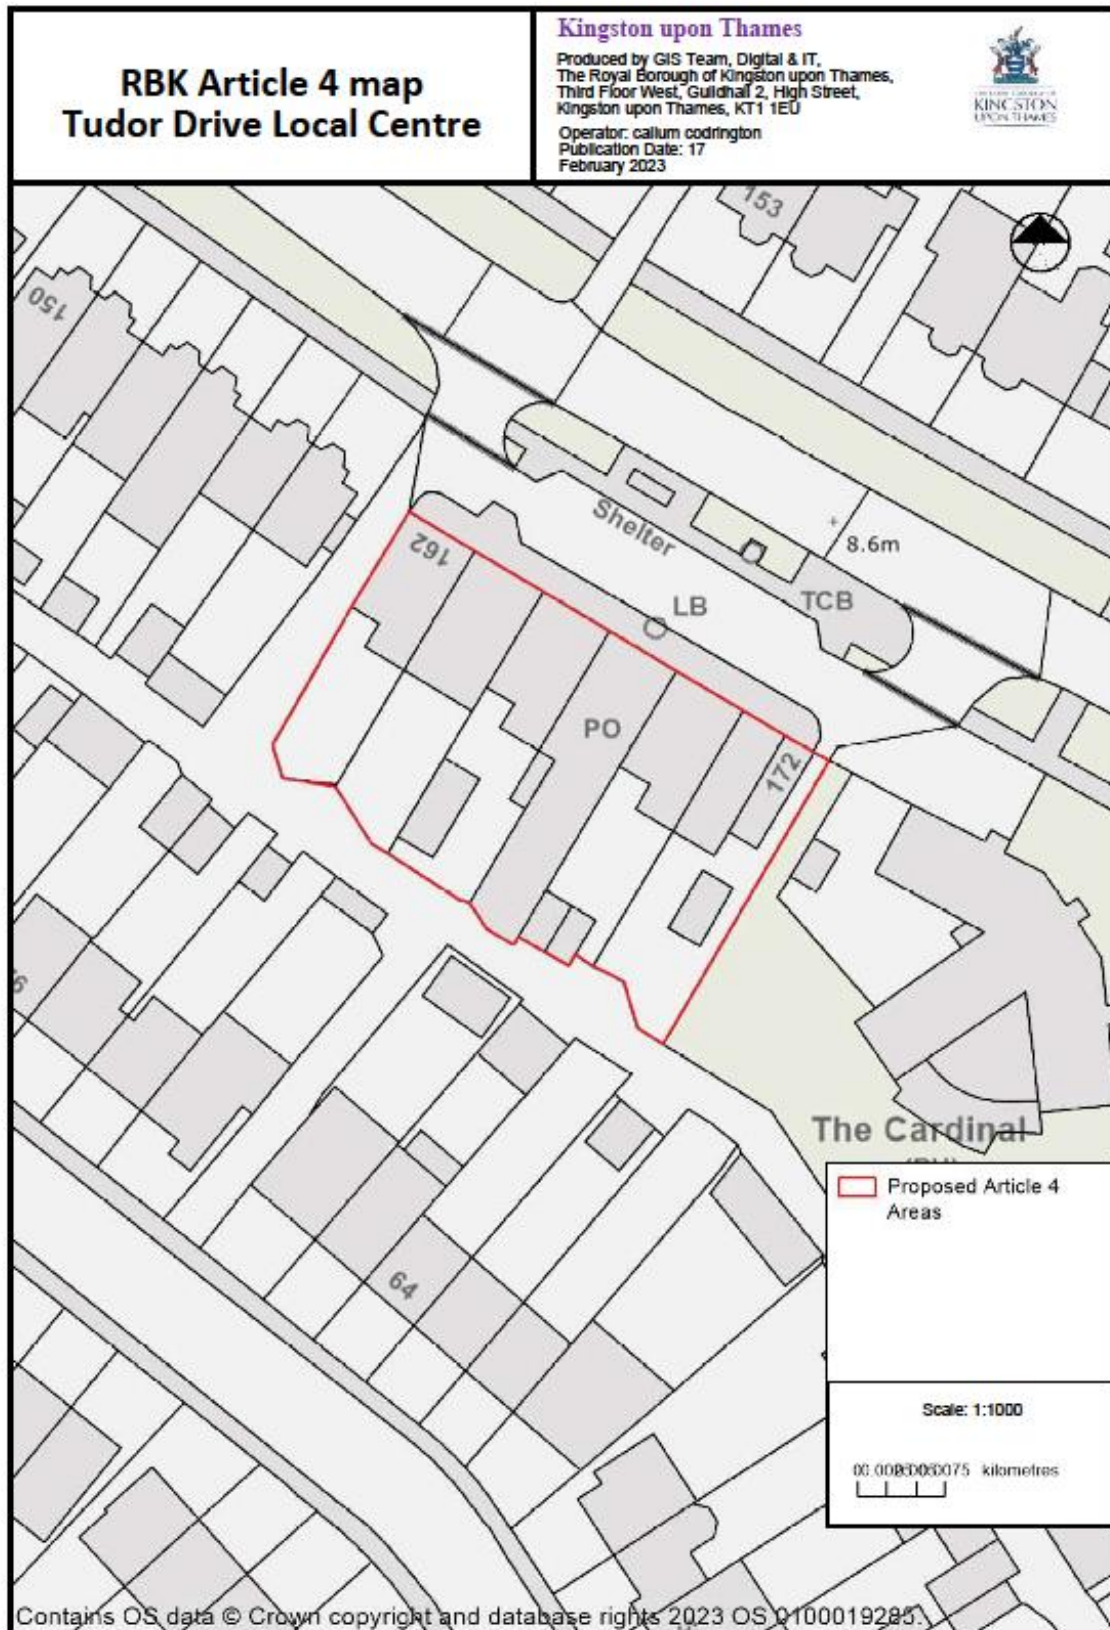 RBK Article 4 map
Tudor Drive Local Centre
Kingston upon Thames
Produced by GIS Team, Digital & IT,
The Royal Borough of Kingston upon Thames,
Third Floor West, Guildhall 2, High Street,
Kingston upon Thames, KT1 1EU
Operator: callum codrington
Publication Date: 17
February 2023
KINGSTON
UPON THAMES
153
150
Shelter
8.6m
162
LB
TCB
PO
172
The Cardinal
64
Proposed Article 4
Areas
Scale: 1:1000
kilometres
Contains OS data © Crown copyright and database rights 2023 OS 0100019285.